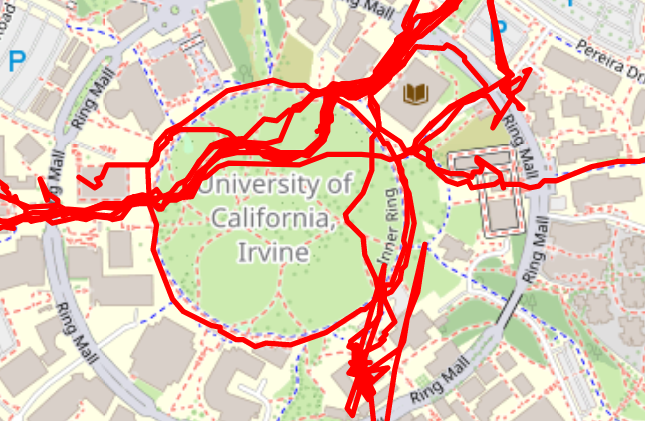 Road
P
Ring Mall
Ring Mall
P
Pereira Dr
Ring Mall
g Mall
University of
California,
Irvine
Inner Ring
Ring Mall
Ring Mall
Ring Mall